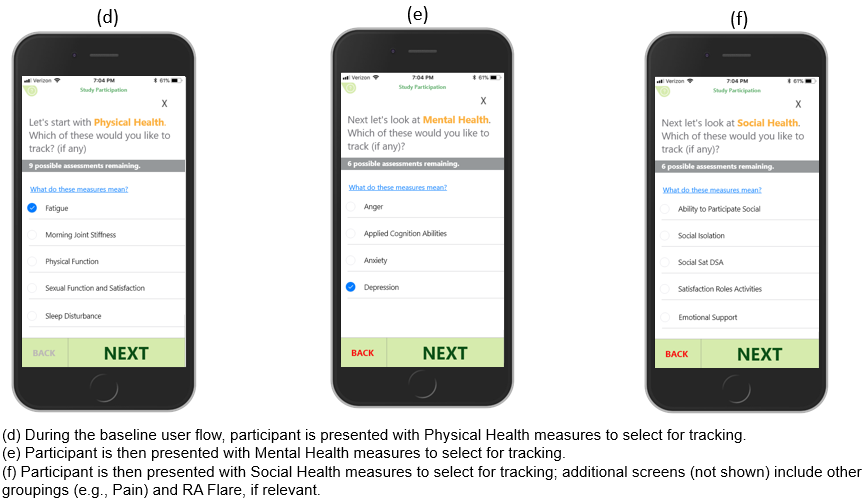 (d)
Verizon 7:04 PM 61%
Study Participation
X
Let's start with Physical Health.
Which of these would you like to
track? (if any)
9 possible assessments remaining.
What do these measures mean?
Fatigue
Morning Joint Stiffness
Physical Function
Sexual Function and Satisfaction
Sleep Disturbance
BACK NEXT
(e)
Verizon 7:04 PM 61%
Study Participation
X
Next let's look at Mental Health.
Which of these would you like to
track (if any)?
6 possible assessments remaining.
What do these measures mean?
Anger
Applied Cognition Abilities
Anxiety
Depression
BACK NEXT
(f)
Verizon 7:04 PM 61%
Study Participation
X
Next let's look at Social Health.
Which of these would you like to
track (if any)?
6 possible assessments remaining.
What do these measures mean?
Ability to Participate Social
Social Isolation
Social Sat DSA
Satisfaction Roles Activities
Emotional Support
BACK NEXT
(d) During the baseline user flow, participant is presented with Physical Health measures to select for tracking.
(e) Participant is then presented with Mental Health measures to select for tracking.
(f) Participant is then presented with Social Health measures to select for tracking; additional screens (not shown) include other
groupings (e.g., Pain) and RA Flare, if relevant.